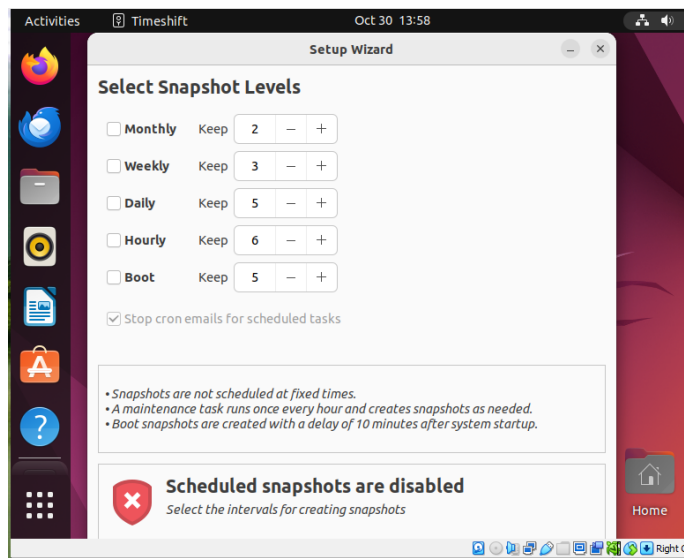 Activities Timeshift Oct 30 13:58
Setup Wizard
Select Snapshot Levels
Monthly Keep 2 − +
Weekly Keep 3 − +
Daily Keep 5 − +
Hourly Keep 6 − +
Boot Keep 5 − +
Stop cron emails for scheduled tasks
• Snapshots are not scheduled at fixed times.
• A maintenance task runs once every hour and creates snapshots as needed.
• Boot snapshots are created with a delay of 10 minutes after system startup.
Scheduled snapshots are disabled
Select the intervals for creating snapshots
Home
Right C